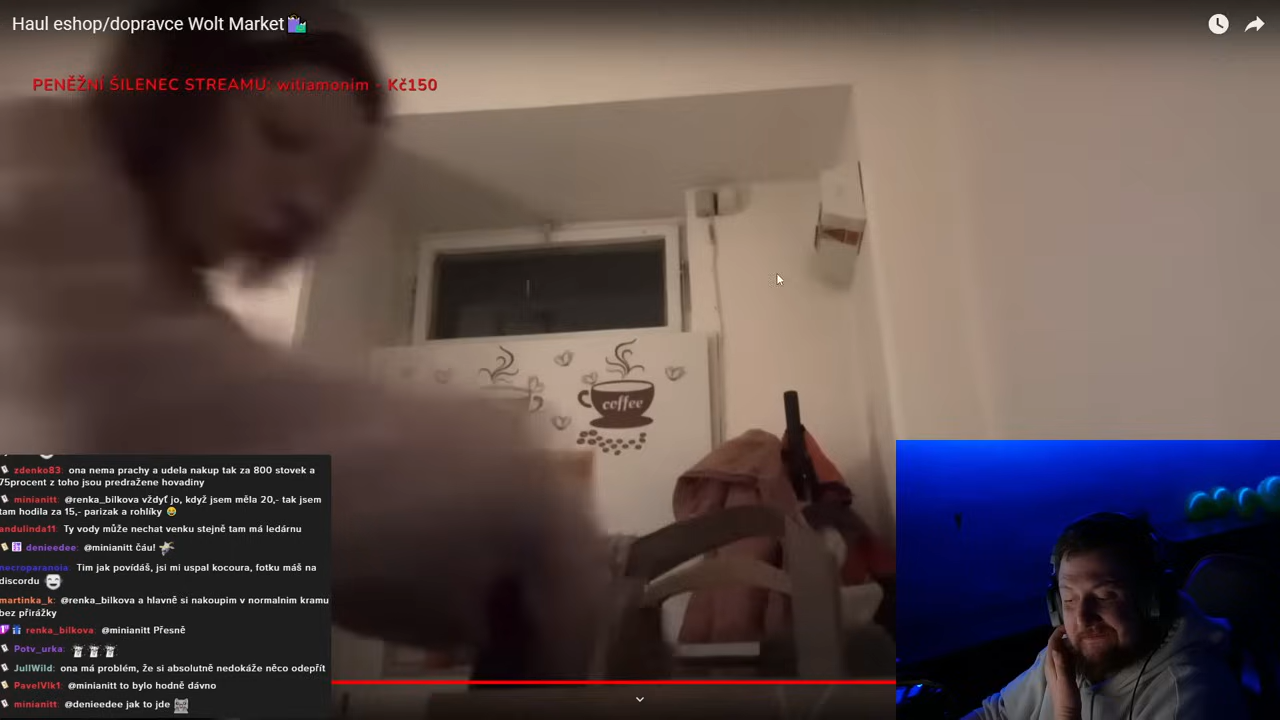 Haul eshop/dopravce Wolt Market
PENĚŽNÍ ŠILENEC STREAMU: wiliamonim - Kč150
coffee
zdenko83: ona nema prachy a udela nakup tak za 800 stovek a
75procent z toho jsou predražene hovadiny
minianitt: @renka_bilkova vždyť jo, když jsem měla 20,- tak jsem
tam hodila za 15,- parizak a rohlíky
andulinda11: Ty vody může nechat venku stejně tam má ledárnu
denieedee: @minianitt čáu!
necroparanoia: Tim jak povídáš, jsi mi uspal kocoura, fotku máš na
discordu
martinka_k: @renka_bilkova a hlavně si nakoupim v normalnim kramu
bez přirážky
renka_bilkova: @minianitt Přesně
Potv_urka:
JullWild: ona má problém, že si absolutně nedokáže něco odepřít
PavelVlk1: @minianitt to bylo hodně dávno
minianitt: @denieedee jak to jde